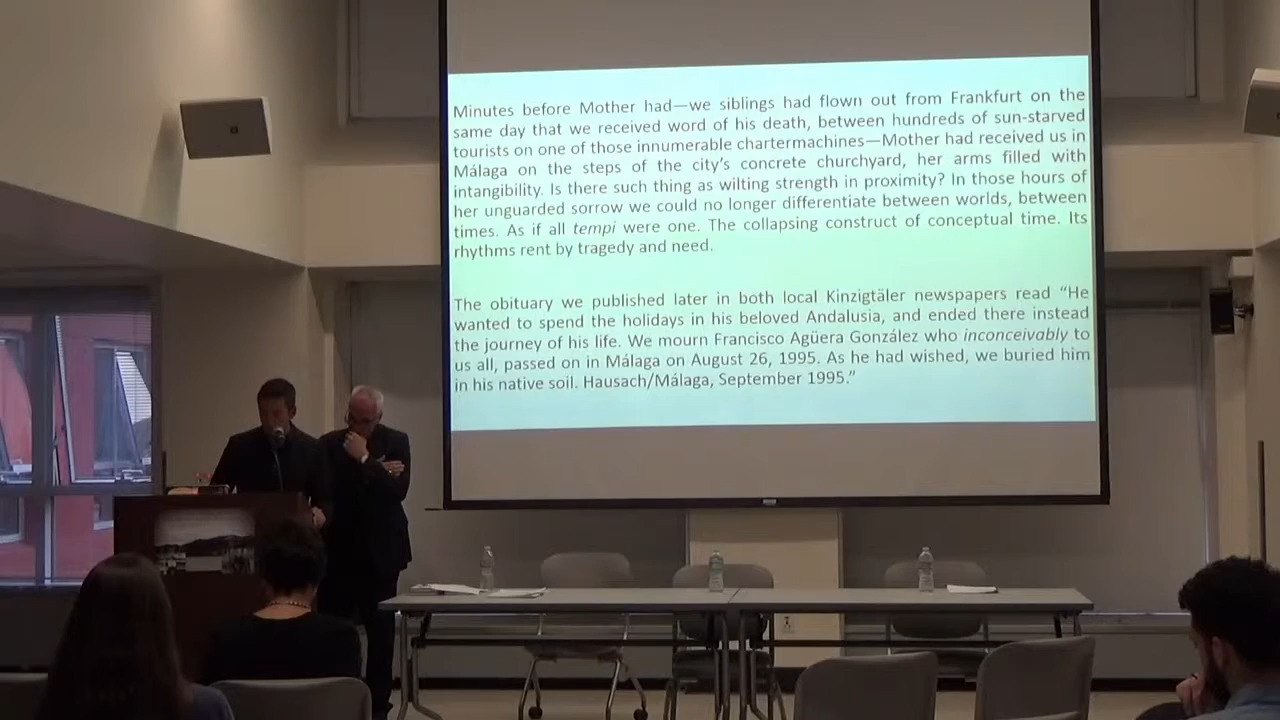 Minutes before Mother had—we siblings had flown out from Frankfurt on the
same day that we received word of his death, between hundreds of sun-starved
tourists on one of those innumerable chartermachines—Mother had received us in
Málaga on the steps of the city’s concrete churchyard, her arms filled with
intangibility. Is there such thing as wilting strength in proximity? In those hours of
her unguarded sorrow we could no longer differentiate between worlds, between
times. As if all tempi were one. The collapsing construct of conceptual time. Its
rhythms rent by tragedy and need.
The obituary we published later in both local Kinzigtäler newspapers read “He
wanted to spend the holidays in his beloved Andalusia, and ended there instead
the journey of his life. We mourn Francisco Agüera González who inconceivably to
us all, passed on in Málaga on August 26, 1995. As he had wished, we buried him
in his native soil. Hausach/Málaga, September 1995.”